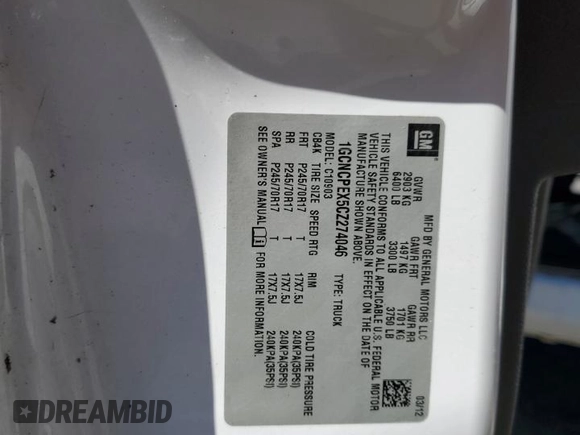 GM
MFD BY GENERAL MOTORS LLC 03/12
GVWR GAWR FRT GAWR RR
2903 KG 1497 KG 1701 KG
6400 LB 3300 LB 3750 LB
THIS VEHICLE CONFORMS TO ALL APPLICABLE U.S. FEDERAL MOTOR
VEHICLE SAFETY STANDARDS IN EFFECT ON THE DATE OF
MANUFACTURE SHOWN ABOVE.
1GCNCPEX5CZ274046 TYPE: TRUCK
MODEL: C10903
CB4K TIRE SIZE SPEED RTG RIM COLD TIRE PRESSURE
FRT P245/70R17 T 17X7.5J 240KPA(35PSI)
RR P245/70R17 T 17X7.5J 240KPA(35PSI)
SPA P245/70R17 T 17X7.5J 240KPA(35PSI)
SEE OWNER'S MANUAL
DREAMBID